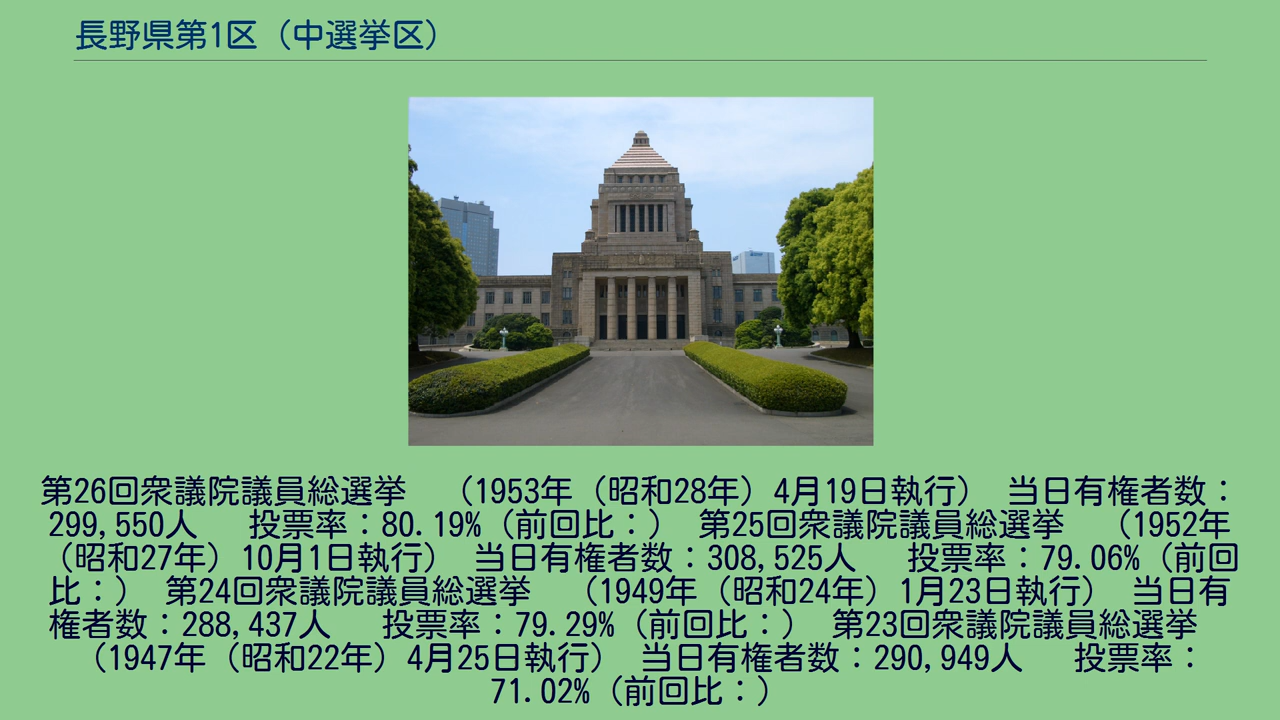 長野県第1区（中選挙区）
第26回衆議院議員総選挙　（1953年（昭和28年）4月19日執行）　当日有権者数：
299,550人　 投票率：80.19%（前回比：）　第25回衆議院議員総選挙　（1952年
（昭和27年）10月1日執行）　当日有権者数：308,525人　 投票率：79.06%（前回
比：）　第24回衆議院議員総選挙　（1949年（昭和24年）1月23日執行）　当日有
権者数：288,437人　 投票率：79.29%（前回比：）　第23回衆議院議員総選挙
（1947年（昭和22年）4月25日執行）　当日有権者数：290,949人　 投票率：
71.02%（前回比：）